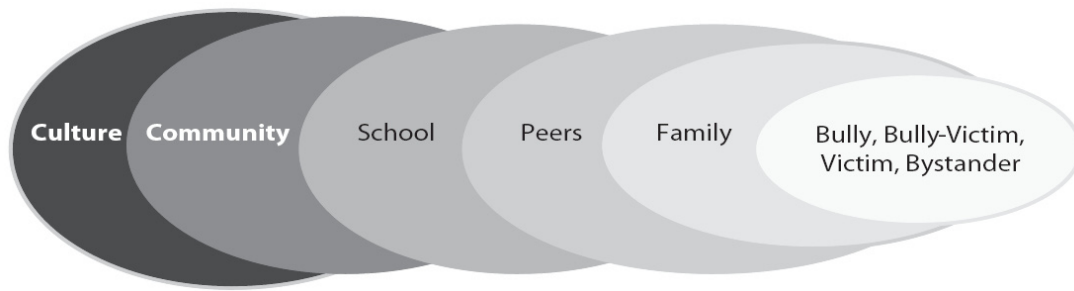 Culture
Community
School
Peers
Family
Bully, Bully-Victim,
Victim, Bystander